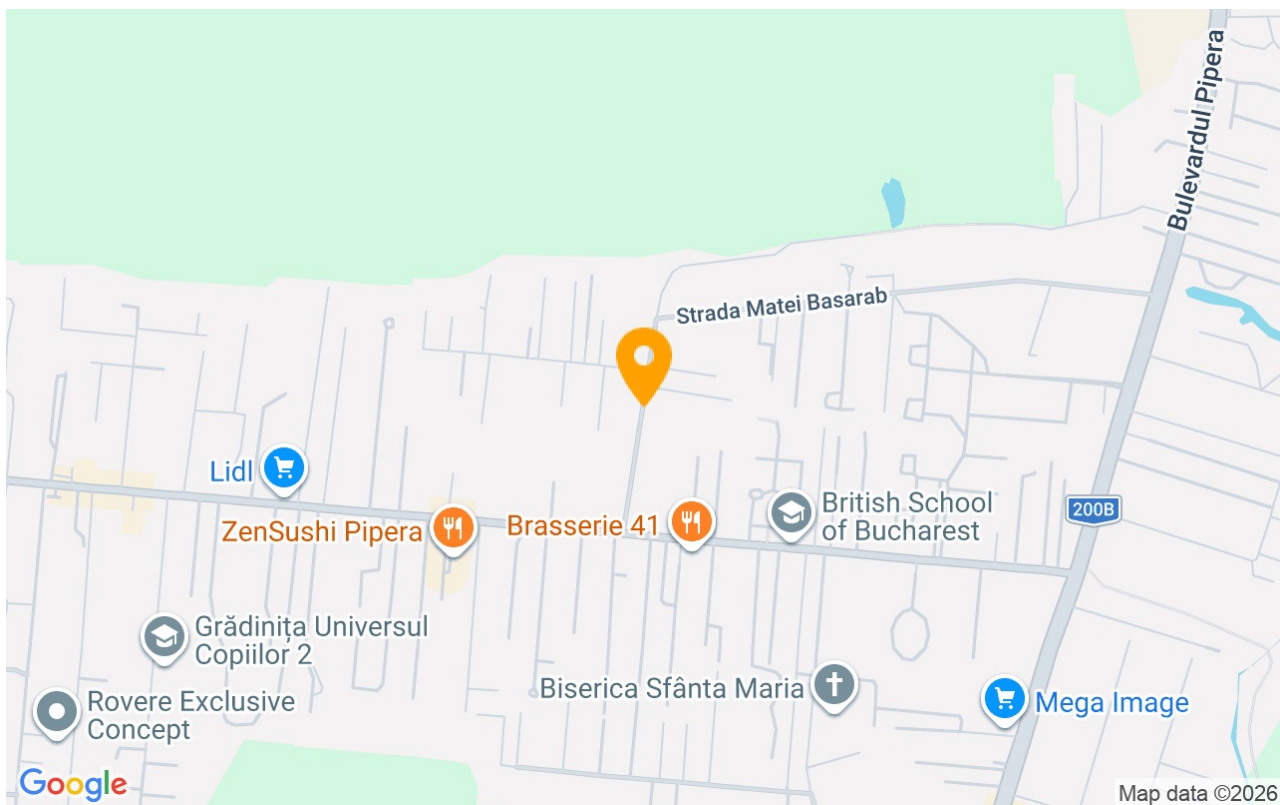 Bulevardul Pipera
Strada Matei Basarab
Lidl
ZenSushi Pipera
Brasserie 41
British School
of Bucharest
200B
Grădinița Universul
Copiilor 2
Biserica Sfânta Maria
Rovere Exclusive
Concept
Mega Image
Google
Map data ©2026